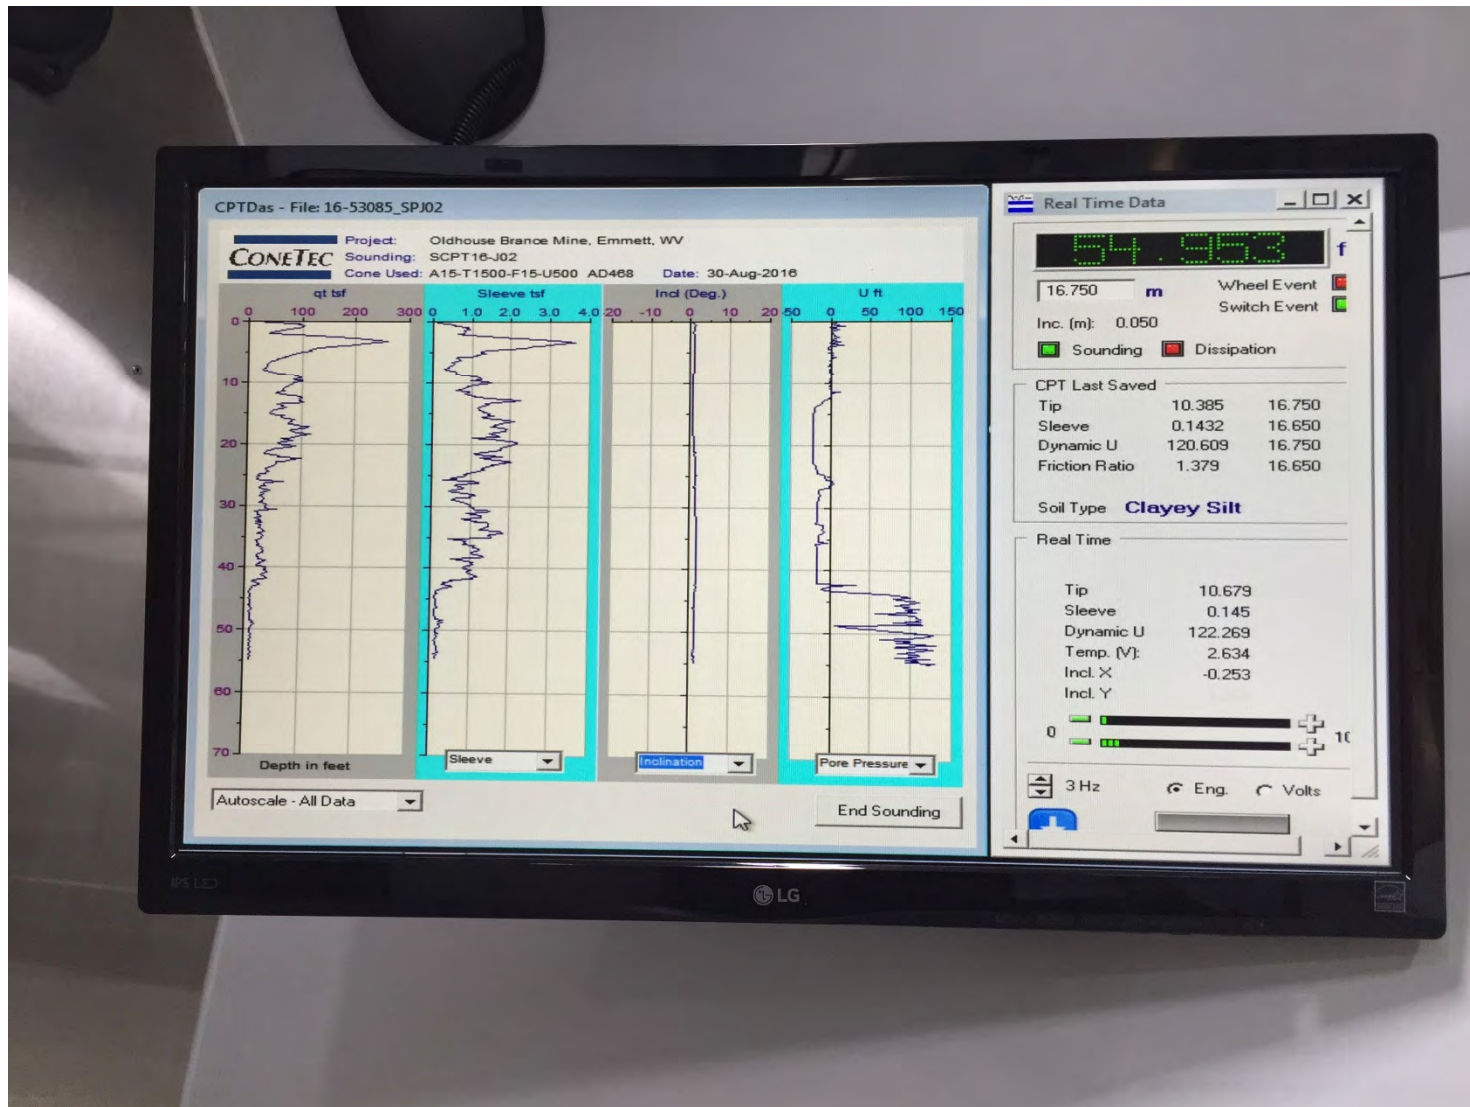 CPTDas - File: 16-53085_SPJ02
CONETEC
Project: Oldhouse Brance Mine, Emmett, WV
Sounding: SCPT16-J02
Cone Used: A15-T1500-F15-U500 AD468 Date: 30-Aug-2016
qt tsf Sleeve tsf Incl (Deg.) U ft
0 100 200 300 0 1.0 2.0 3.0 4.0 -20 -10 0 10 20 -50 0 50 100 150
0
10
20
30
40
50
60
70
Depth in feet
Sleeve
Inclination
Pore Pressure
Autoscale - All Data
End Sounding
Real Time Data
54.953 f
16.750 m
Wheel Event
Switch Event
Inc. (m): 0.050
Sounding Dissipation
CPT Last Saved
Tip 10.385 16.750
Sleeve 0.1432 16.650
Dynamic U 120.609 16.750
Friction Ratio 1.379 16.650
Soil Type Clayey Silt
Real Time
Tip 10.679
Sleeve 0.145
Dynamic U 122.269
Temp. (V): 2.634
Incl. X -0.253
Incl. Y
0 10
3 Hz Eng. Volts
IPS LED
LG